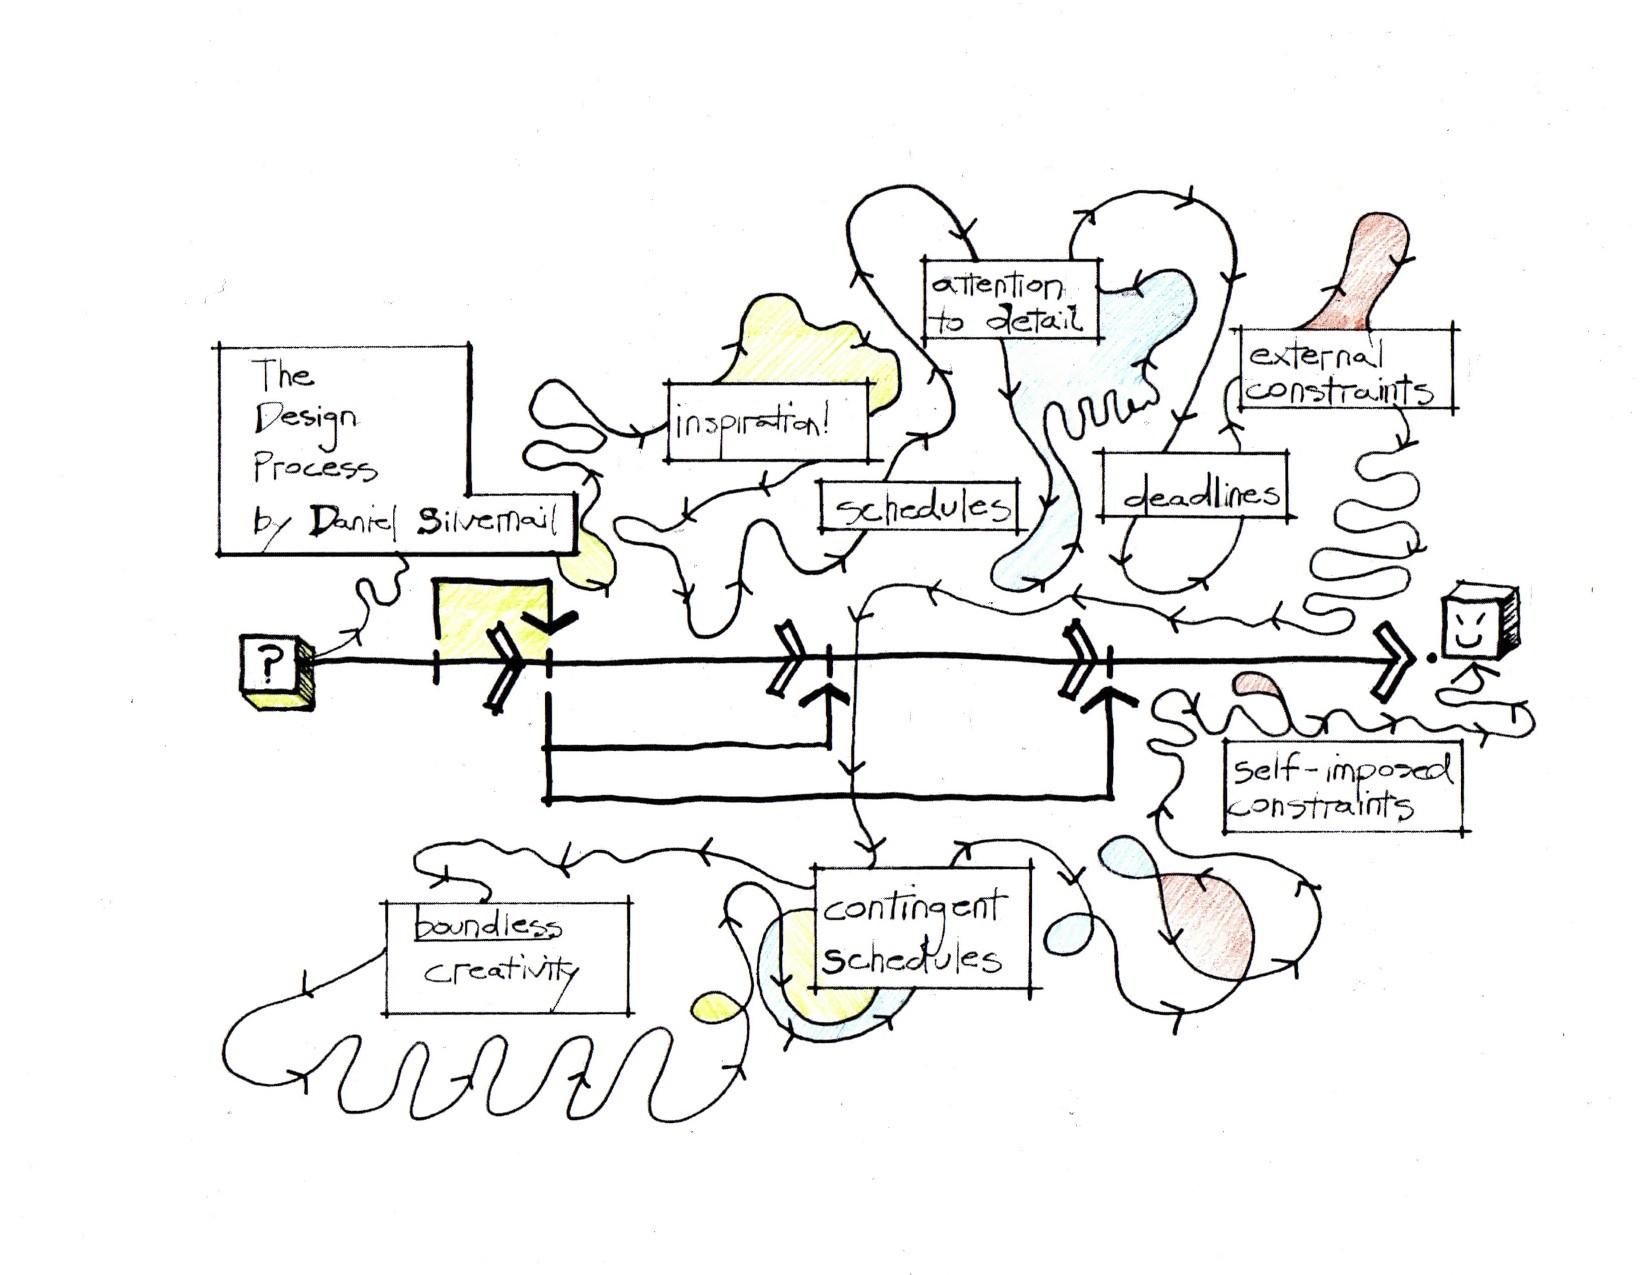 The
Design
Process
by Daniel Silvernail
inspiration!
schedules
attention
to detail
deadlines
external
constraints
?
self-imposed
constraints
contingent
schedules
boundless
creativity